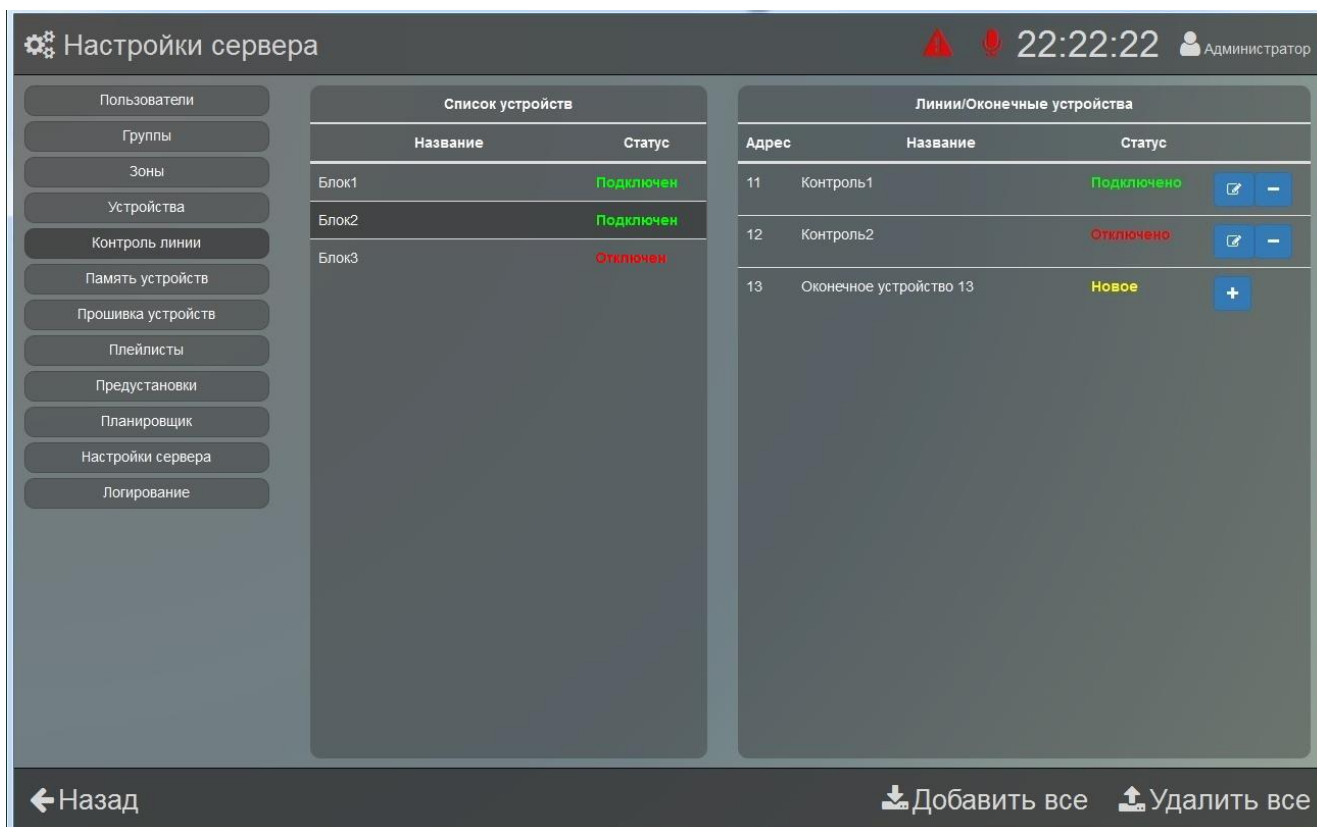 Настройки сервера
22:22:22
Администратор
Пользователи
Группы
Зоны
Устройства
Контроль линии
Память устройств
Прошивка устройств
Плейлисты
Предустановки
Планировщик
Настройки сервера
Логирование
Список устройств
Название Статус
Блок1 Подключен
Блок2 Подключен
Блок3 Отключен
Линии/Оконечные устройства
Адрес Название Статус
11 Контроль1 Подключено
12 Контроль2 Отключено
13 Оконечное устройство 13 Новое
Назад
Добавить все
Удалить все